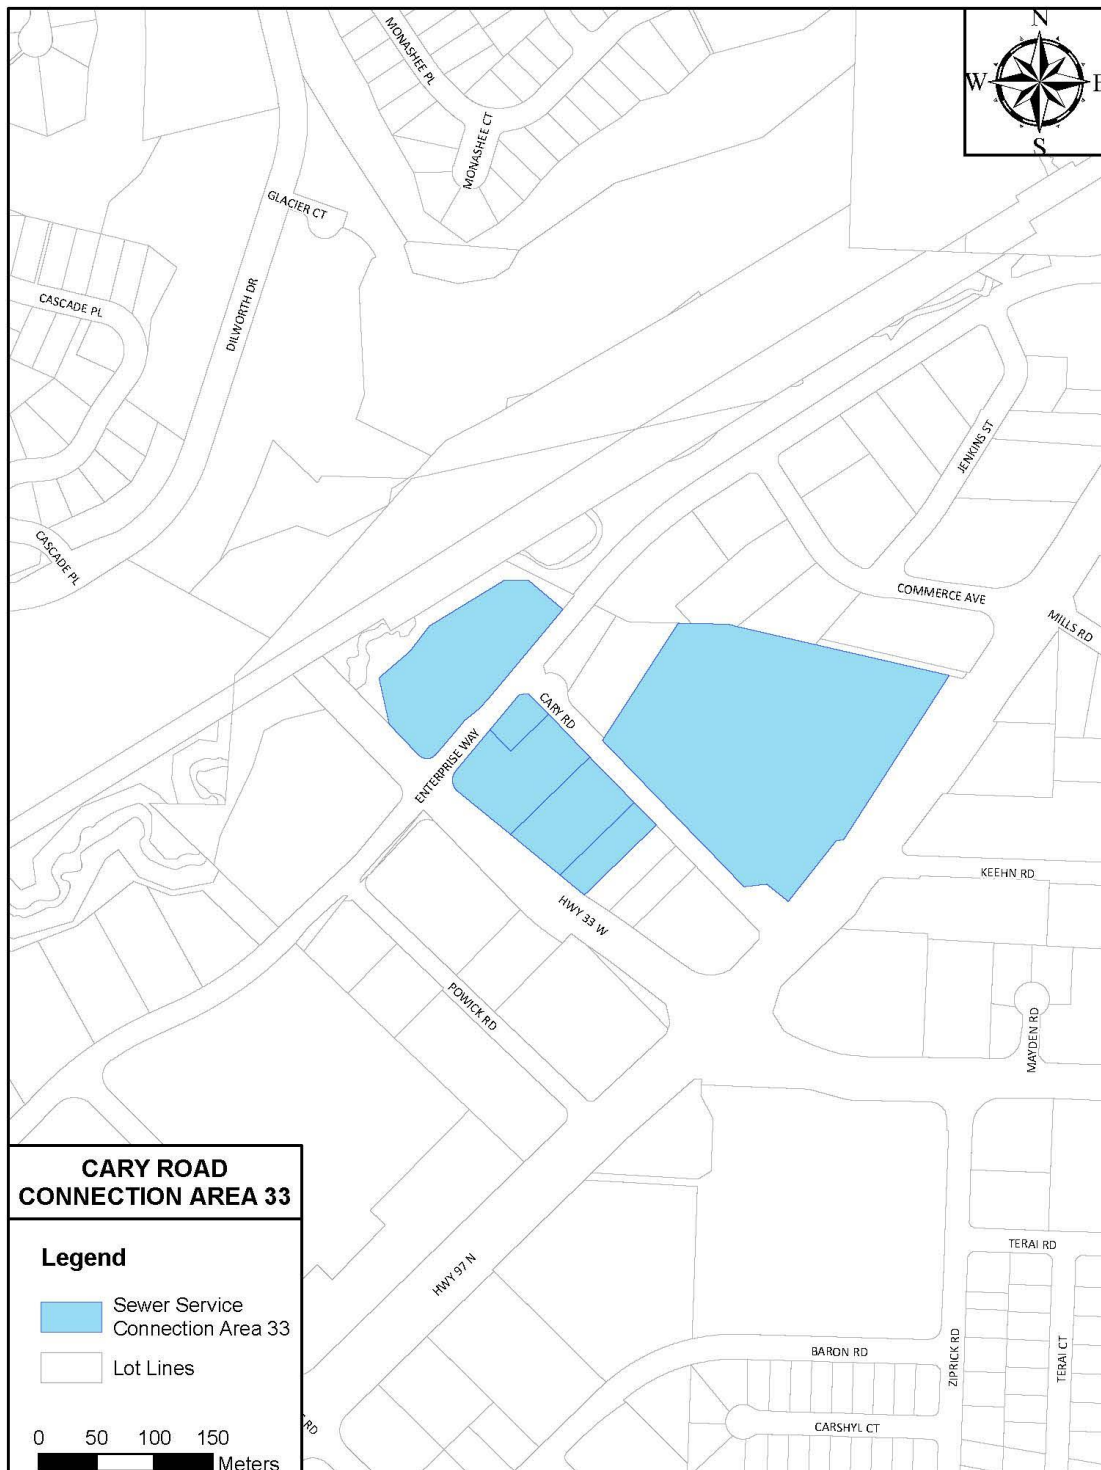 N
W
E
S
MONASHEE PL
MONASHEE CT
GLACIER CT
CASCADE PL
DILWORTH DR
JENKINS ST
CASCADE PL
COMMERCE AVE
MILLS RD
CARY RD
ENTERPRISE WAY
KEEHN RD
HWY 33 W
POWICK RD
MAYDEN RD
CARY ROAD
CONNECTION AREA 33
Legend
Sewer Service
Connection Area 33
Lot Lines
0 50 100 150
Meters
HWY 97 N
TERAI RD
BARON RD
ZIPRICK RD
TERAI CT
CARSHYL CT
RD